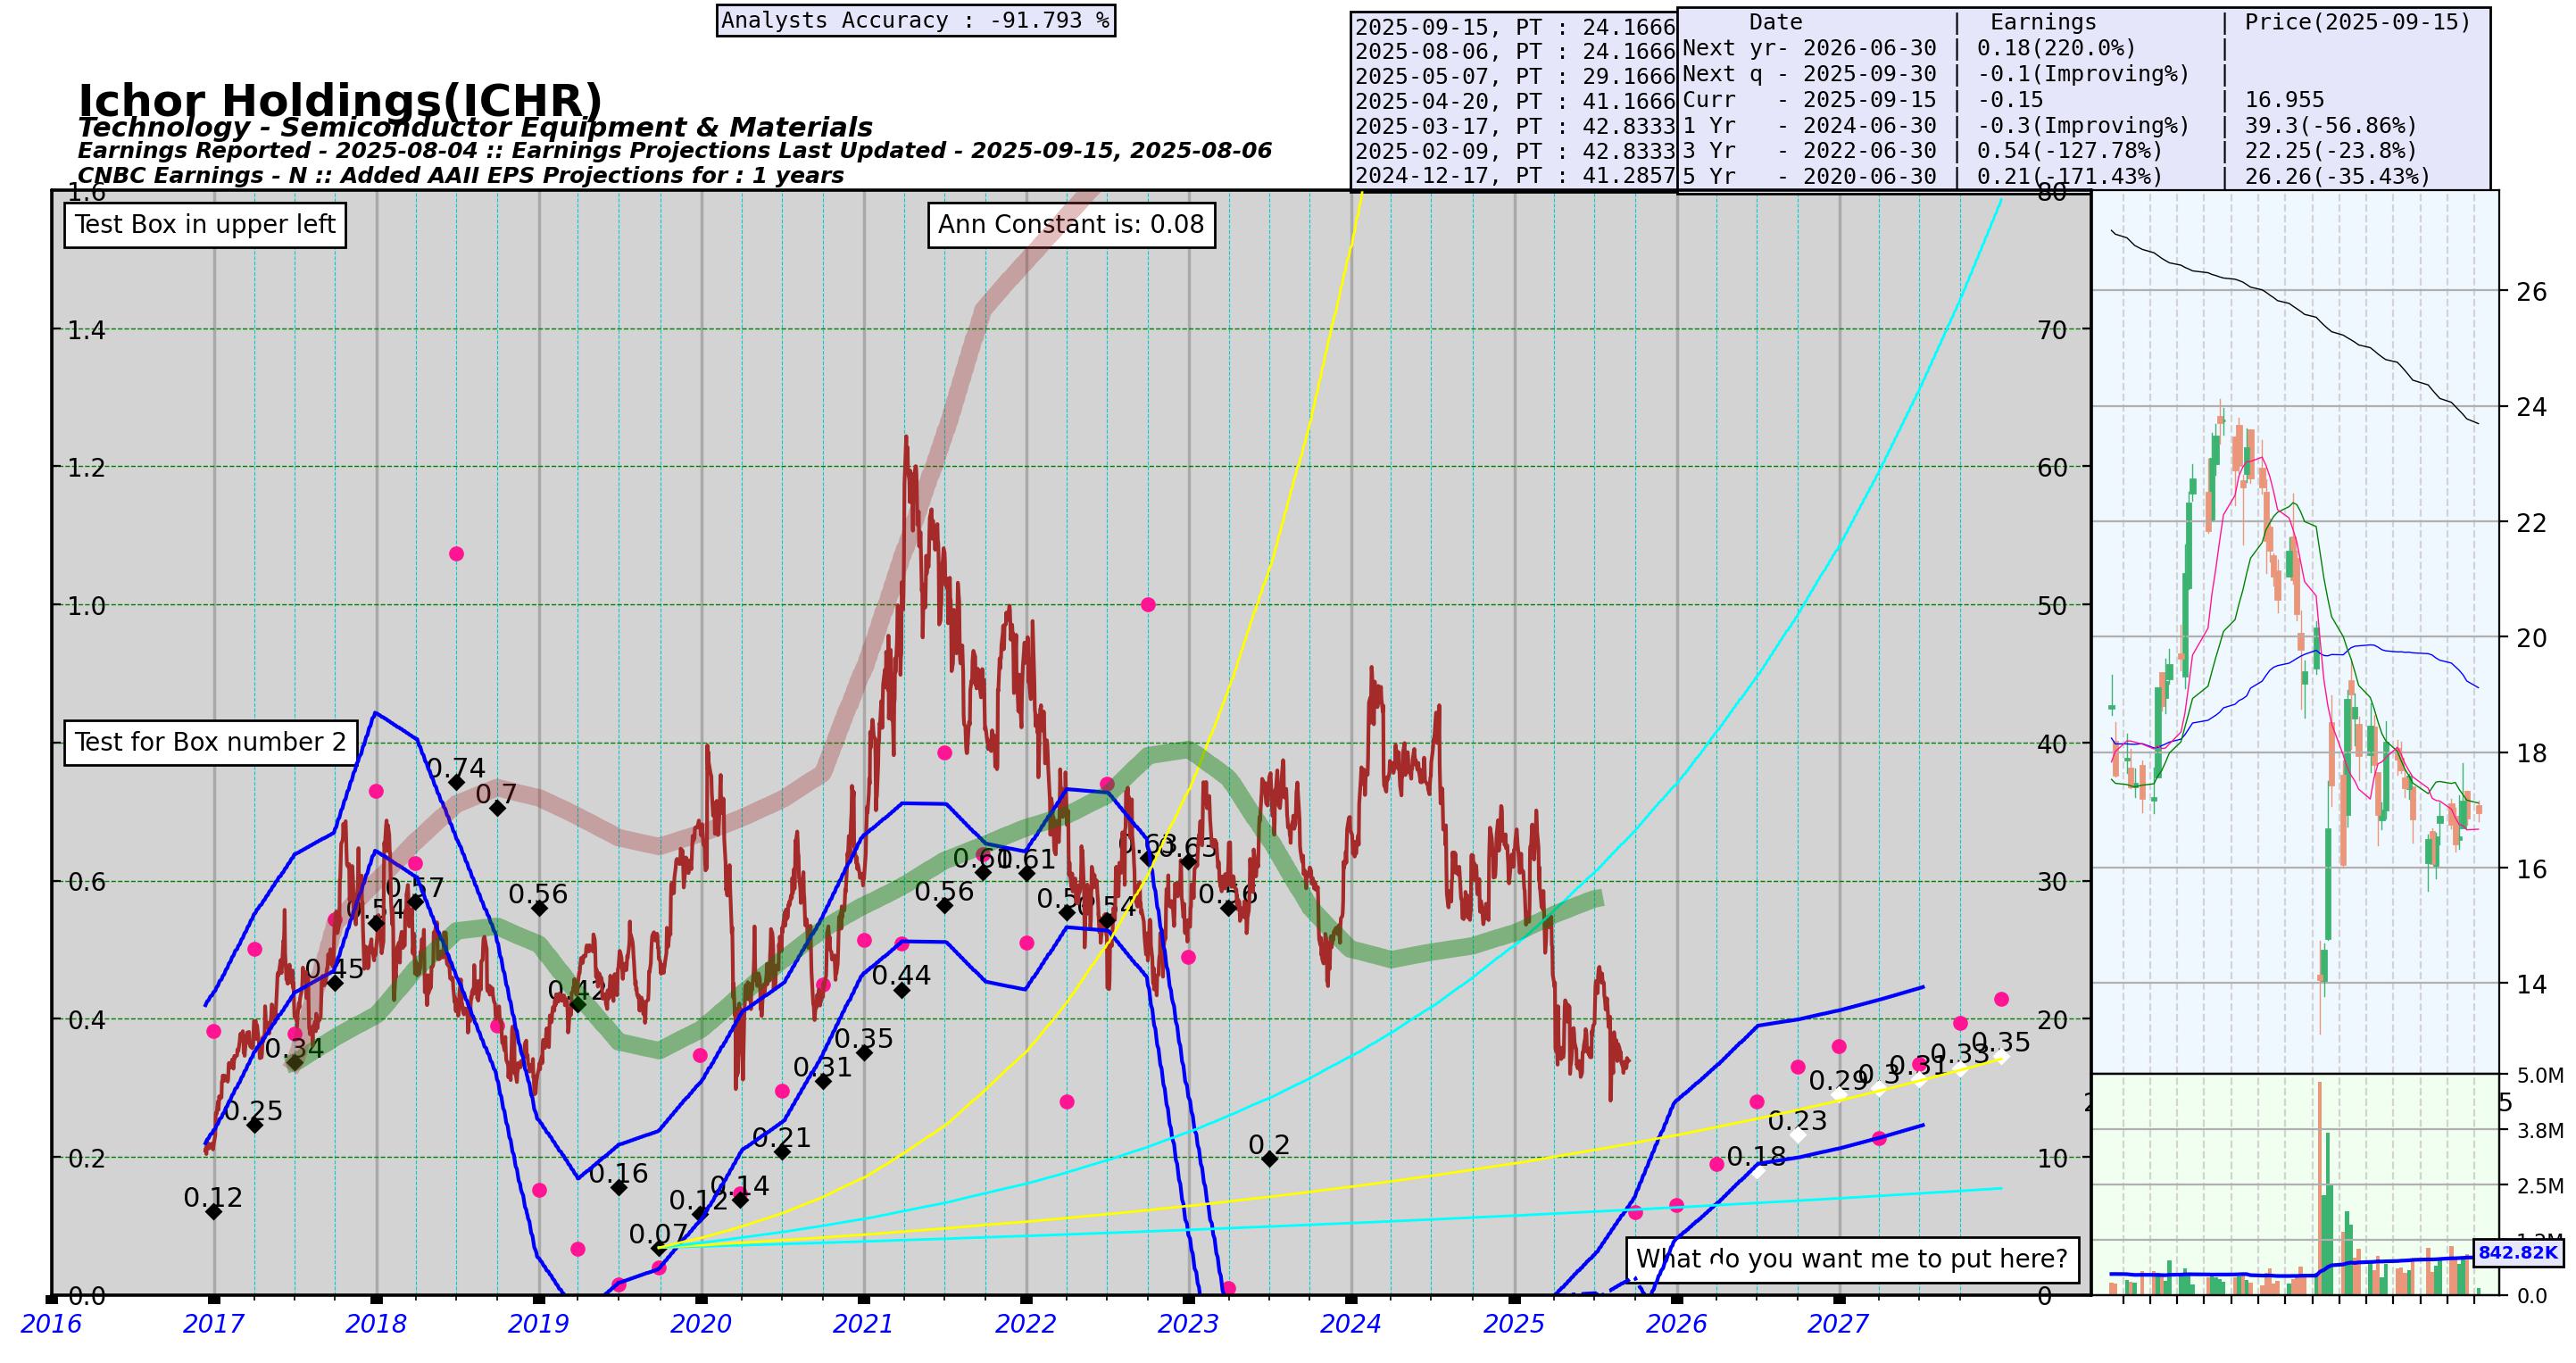 Analysts Accuracy : -91.793 %
2025-09-15, PT : 24.1666
2025-08-06, PT : 24.1666
2025-05-07, PT : 29.1666
2025-04-20, PT : 41.1666
2025-03-17, PT : 42.8333
2025-02-09, PT : 42.8333
2024-12-17, PT : 41.2857
Date | Earnings | Price(2025-09-15)
Next yr- 2026-06-30 | 0.18(220.0%) |
Next q - 2025-09-30 | -0.1(Improving%) |
Curr - 2025-09-15 | -0.15 | 16.955
1 Yr - 2024-06-30 | -0.3(Improving%) | 39.3(-56.86%)
3 Yr - 2022-06-30 | 0.54(-127.78%) | 22.25(-23.8%)
5 Yr - 2020-06-30 | 0.21(-171.43%) | 26.26(-35.43%)
Ichor Holdings(ICHR)
Technology - Semiconductor Equipment & Materials
Earnings Reported - 2025-08-04 :: Earnings Projections Last Updated - 2025-09-15, 2025-08-06
CNBC Earnings - N :: Added AAII EPS Projections for : 1 years
Test Box in upper left
Ann Constant is: 0.08
Test for Box number 2
What do you want me to put here?
1.6
1.4
1.2
1.0
0.6
0.4
0.2
0.0
80
70
60
50
40
30
20
10
0
0.12
0.25
0.34
0.45
0.54
0.57
0.74
0.7
0.56
0.42
0.16
0.07
0.12
0.14
0.21
0.31
0.35
0.44
0.56
0.61
0.61
0.54
0.63
0.63
0.56
0.2
0.18
0.23
0.29
0.3
0.31
0.33
0.35
26
24
22
20
18
16
14
5.0M
3.8M
2.5M
842.82K
0.0
2016 2017 2018 2019 2020 2021 2022 2023 2024 2025 2026 2027